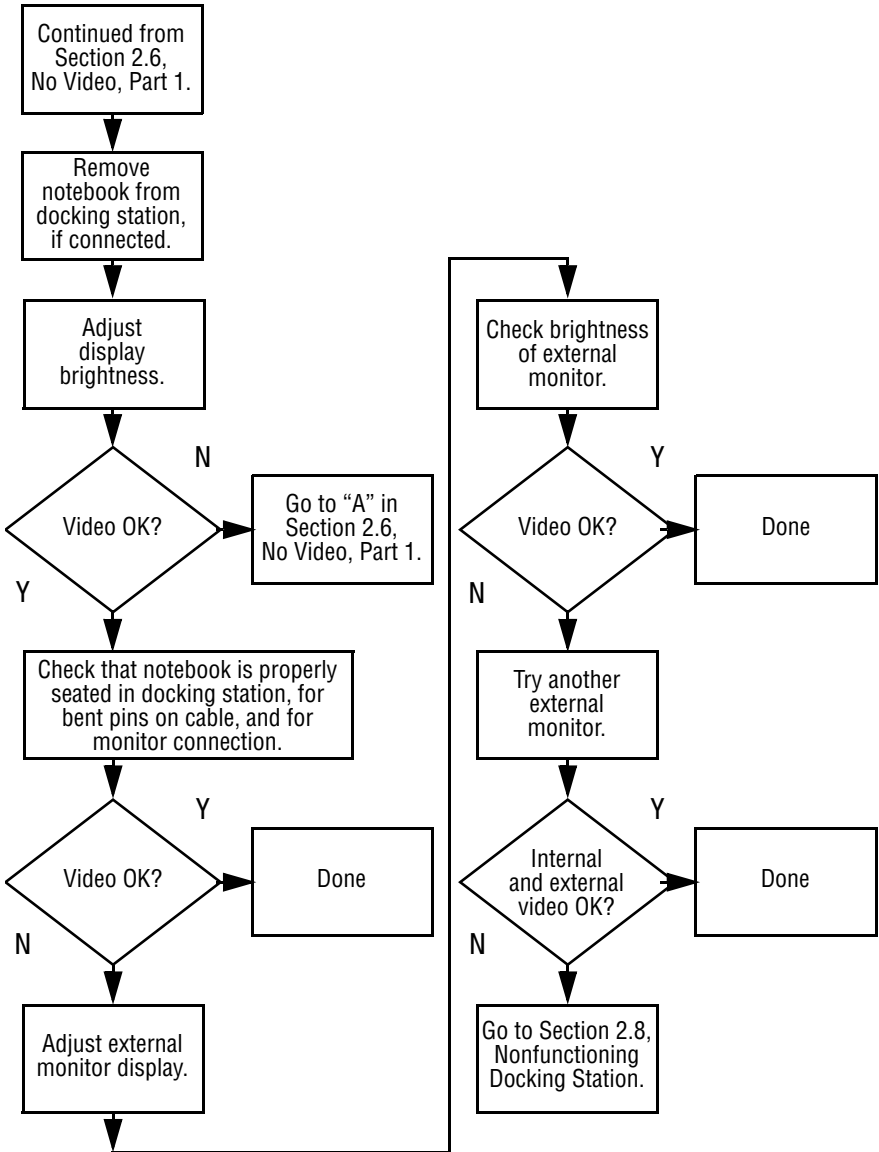 Continued from
Section 2.6,
No Video, Part 1.
Remove
notebook from
docking station,
if connected.
Adjust
display
brightness.
Video OK?
N
Go to “A” in
Section 2.6,
No Video, Part 1.
Y
Check that notebook is properly
seated in docking station, for
bent pins on cable, and for
monitor connection.
Video OK?
Y
Done
N
Adjust external
monitor display.
Check brightness
of external
monitor.
Video OK?
Y
Done
N
Try another
external
monitor.
Internal
and external
video OK?
Y
Done
N
Go to Section 2.8,
Nonfunctioning
Docking Station.